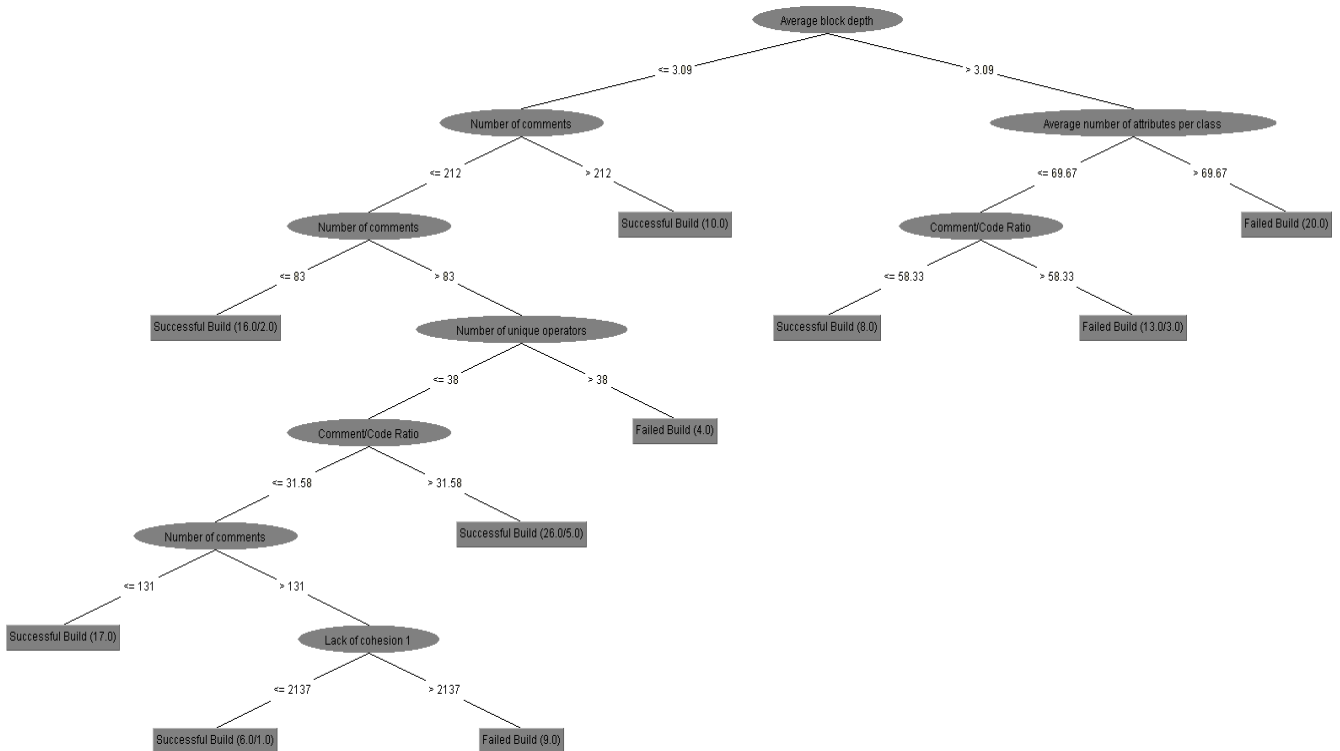 Average block depth
<= 3.09
> 3.09
Number of comments
Average number of attributes per class
<= 212
> 212
<= 69.67
> 69.67
Number of comments
Successful Build (10.0)
Comment/Code Ratio
Failed Build (20.0)
<= 83
> 83
<= 58.33
> 58.33
Successful Build (16.0/2.0)
Number of unique operators
Successful Build (8.0)
Failed Build (13.0/3.0)
<= 38
> 38
Comment/Code Ratio
Failed Build (4.0)
<= 31.58
> 31.58
Number of comments
Successful Build (26.0/5.0)
<= 131
> 131
Successful Build (17.0)
Lack of cohesion 1
<= 2137
> 2137
Successful Build (6.0/1.0)
Failed Build (9.0)